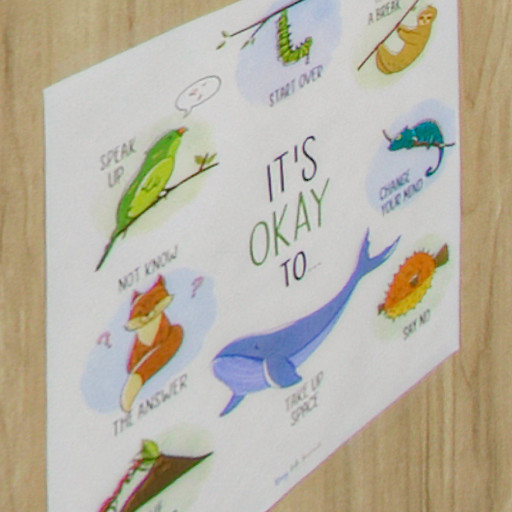 A BREAK
START OVER
SPEAK
UP
IT'S
OKAY
TO...
CHANGE
YOUR MIND
NOT KNOW
?
?
THE ANSWER
SAY NO
TAKE UP
SPACE